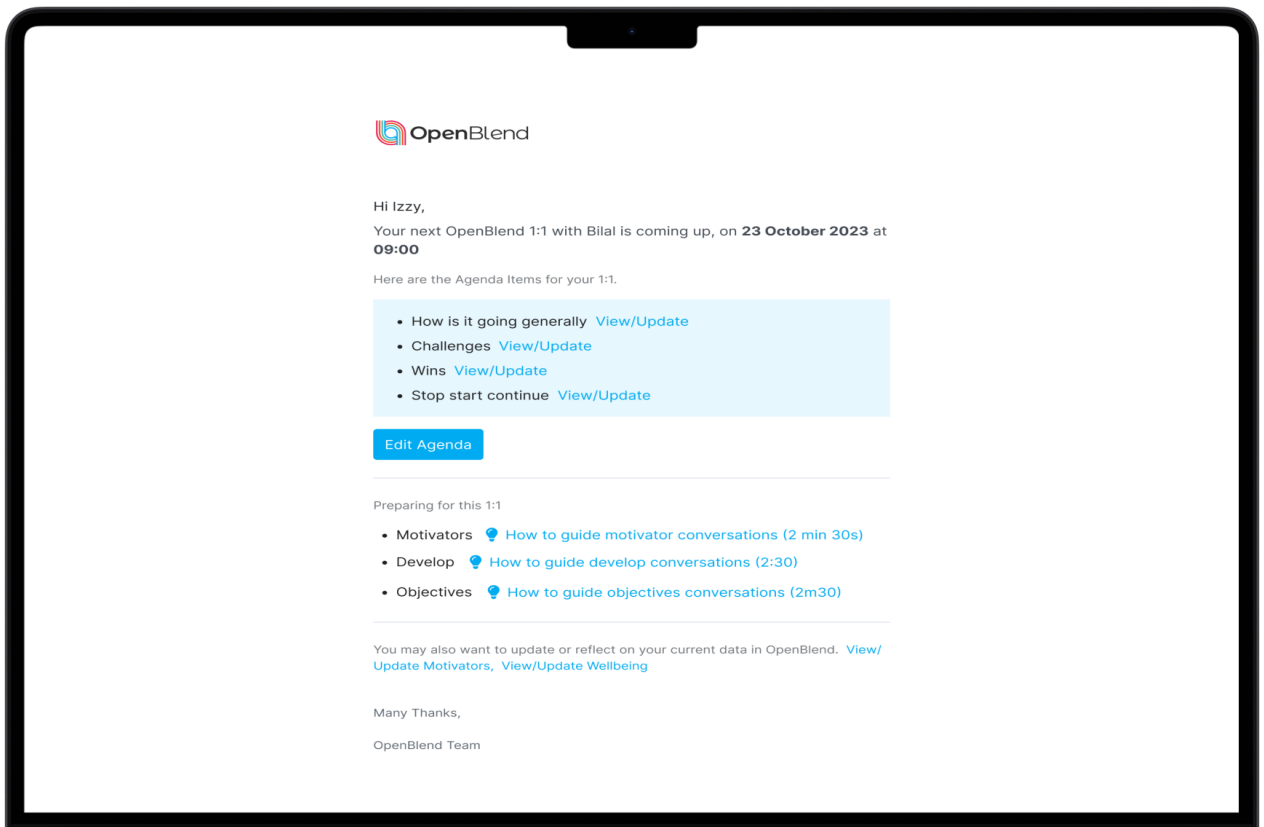 OpenBlend
Hi Izzy,
Your next OpenBlend 1:1 with Bilal is coming up, on 23 October 2023 at
09:00
Here are the Agenda Items for your 1:1.
• How is it going generally View/Update
• Challenges View/Update
• Wins View/Update
• Stop start continue View/Update
Edit Agenda
Preparing for this 1:1
• Motivators How to guide motivator conversations (2 min 30s)
• Develop How to guide develop conversations (2:30)
• Objectives How to guide objectives conversations (2m30)
You may also want to update or reflect on your current data in OpenBlend. View/
Update Motivators, View/Update Wellbeing
Many Thanks,
OpenBlend Team